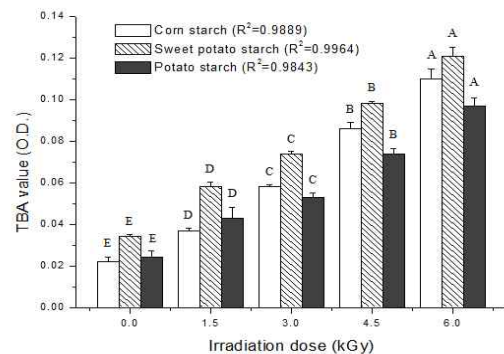 Corn starch (R²=0.9889)
Sweet potato starch (R²=0.9964)
Potato starch (R²=0.9843)
TBA value (O.D.)
0.14
0.12
0.10
0.08
0.06
0.04
0.02
0.00
E E E
D D D
C C C
B B B
A A A
0.0 1.5 3.0 4.5 6.0
Irradiation dose (kGy)